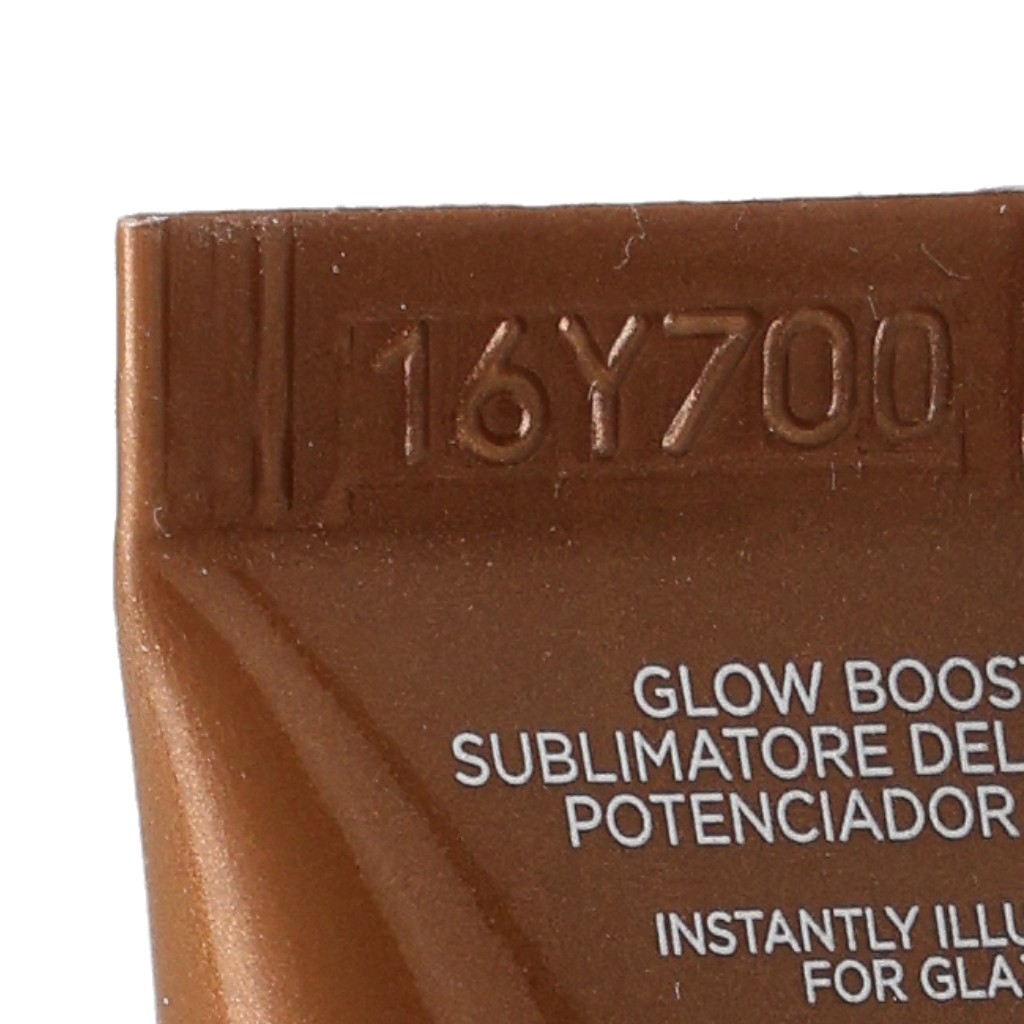 16Y700
GLOW BOOST
SUBLIMATORE DEL
POTENCIADOR
INSTANTLY ILLU
FOR GLA